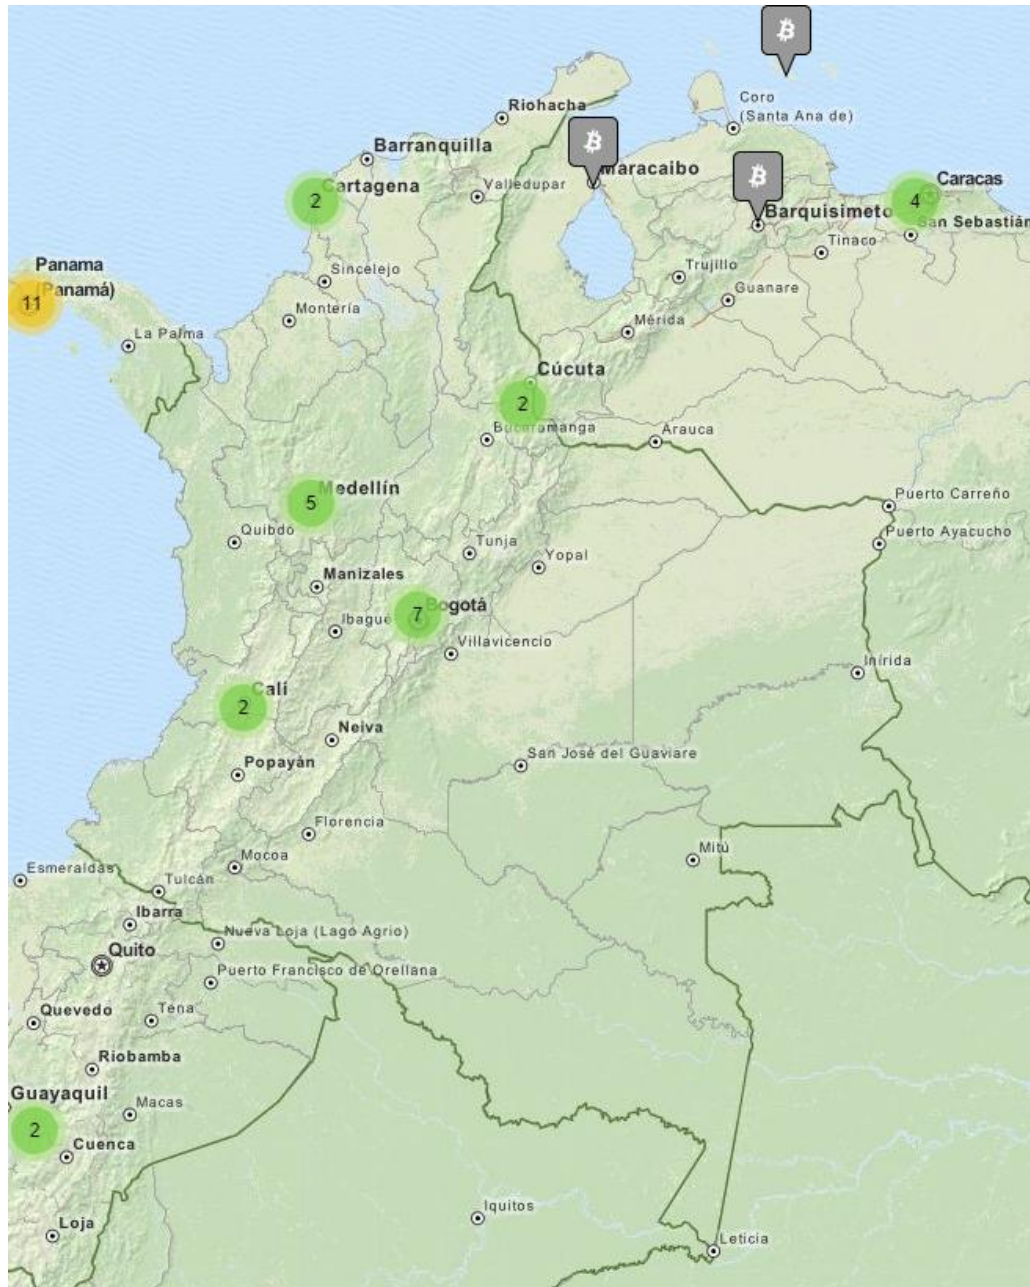 Riohacha
Coro
(Santa Ana de)
Barranquilla
Maracaibo
2
Cartagena
Valledupar
4
Caracas
Barquisimeto
San Sebastián
Tinaco
Panama
(Panamá)
11
Sincelejo
Trujillo
Guanare
Montería
La Palma
Mérida
Cúcuta
2
Bucaramanga
Arauca
5
Medellín
Puerto Carreño
Quibdó
Tunja
Puerto Ayacucho
Yopal
Manizales
7
Bogotá
Ibague
Villavicencio
Inírida
Cali
2
Neiva
San José del Guaviare
Popayán
Florencia
Mitú
Mocoa
Esmeraldas
Tulcán
Ibarra
Nueva Loja (Lago Agrio)
Quito
Puerto Francisco de Orellana
Quevedo
Tena
Riobamba
Guayaquil
Macas
2
Cuenca
Iquitos
Loja
Leticia